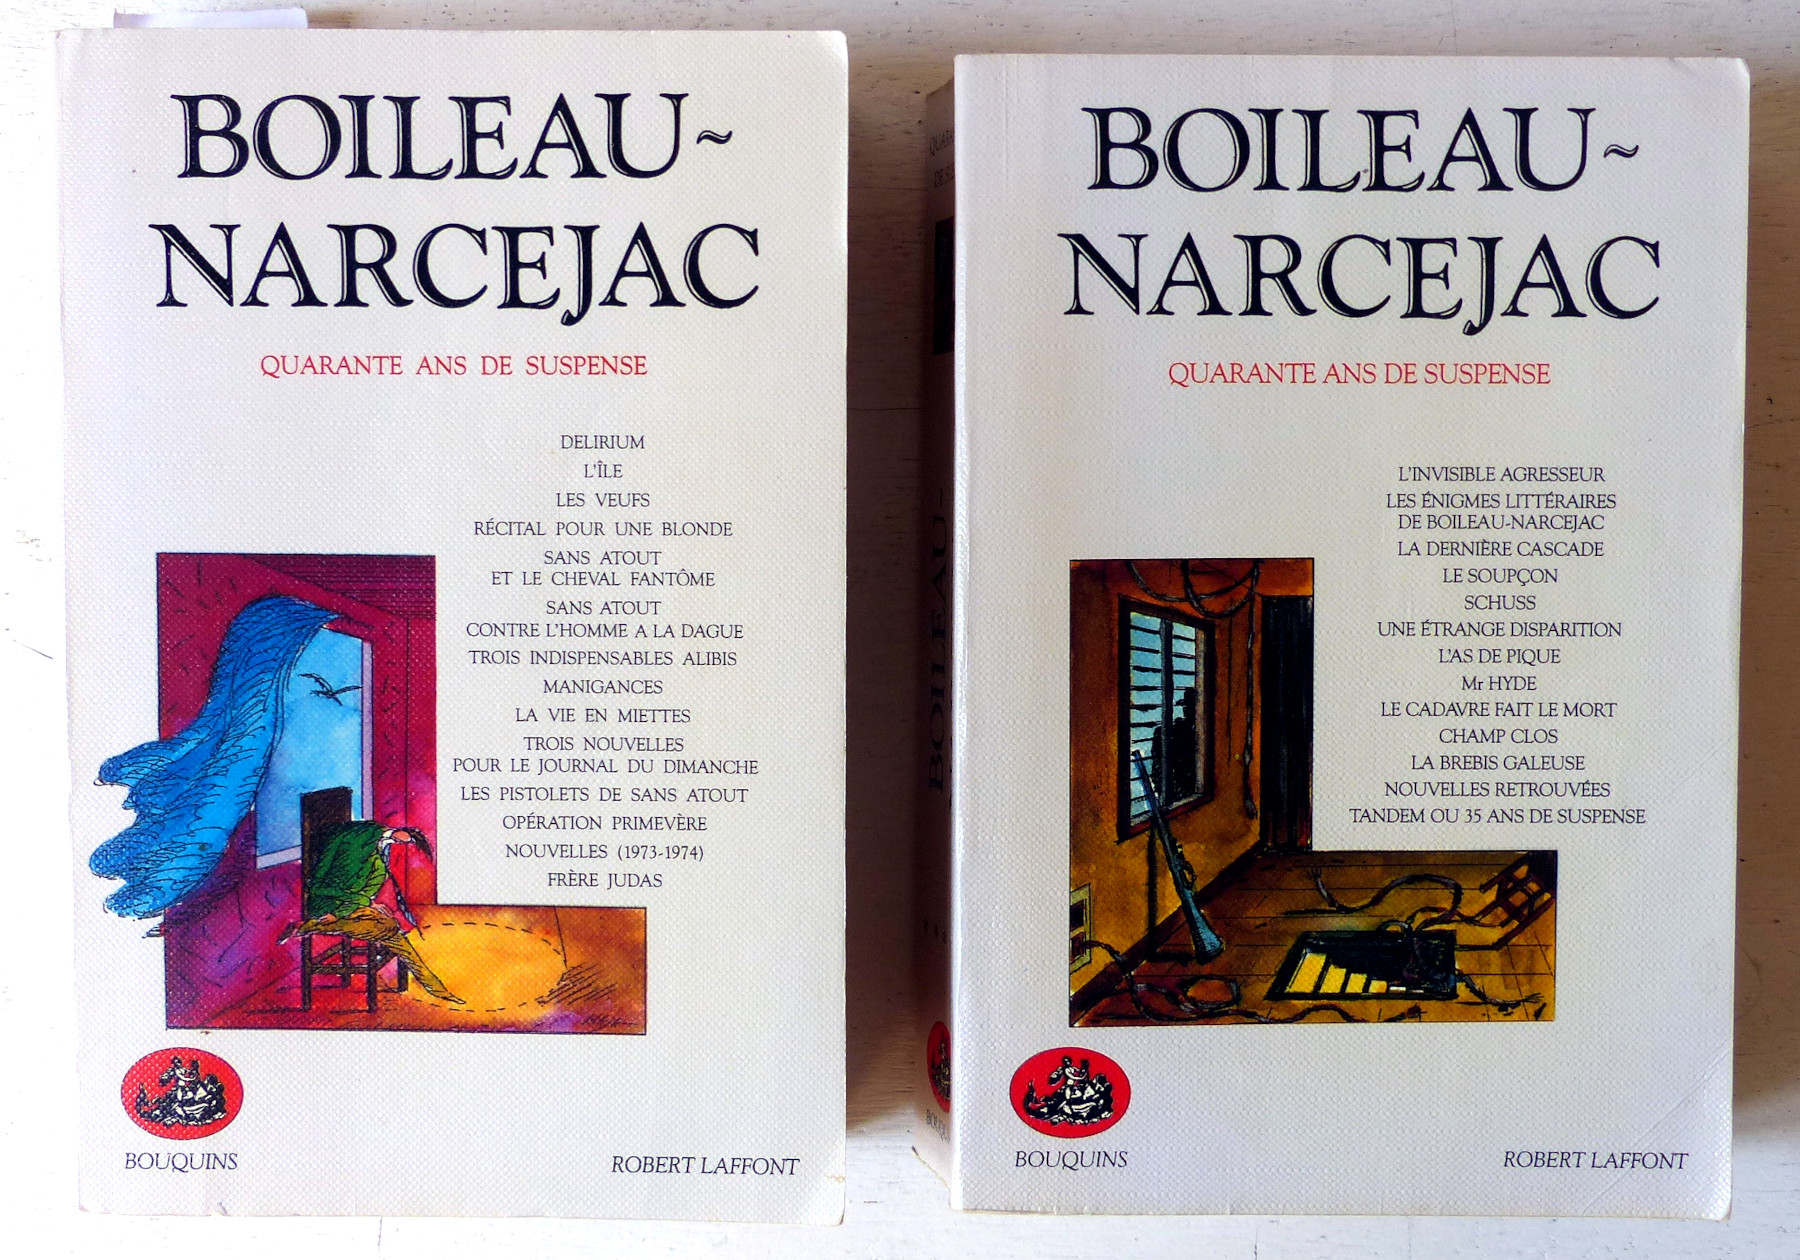 BOILEAU~
NARCEJAC
QUARANTE ANS DE SUSPENSE
DELIRIUM
L'ÎLE
LES VEUFS
RÉCITAL POUR UNE BLONDE
SANS ATOUT
ET LE CHEVAL FANTÔME
SANS ATOUT
CONTRE L'HOMME A LA DAGUE
TROIS INDISPENSABLES ALIBIS
MANIGANCES
LA VIE EN MIETTES
TROIS NOUVELLES
POUR LE JOURNAL DU DIMANCHE
LES PISTOLETS DE SANS ATOUT
OPÉRATION PRIMEVÈRE
NOUVELLES (1973-1974)
FRÈRE JUDAS
BOUQUINS
ROBERT LAFFONT
BOILEAU-
BOILEAU~
NARCEJAC
QUARANTE ANS DE SUSPENSE
L'INVISIBLE AGRESSEUR
LES ÉNIGMES LITTÉRAIRES
DE BOILEAU-NARCEJAC
LA DERNIÈRE CASCADE
LE SOUPÇON
SCHUSS
UNE ÉTRANGE DISPARITION
L'AS DE PIQUE
Mr HYDE
LE CADAVRE FAIT LE MORT
CHAMP CLOS
LA BREBIS GALEUSE
NOUVELLES RETROUVÉES
TANDEM OU 35 ANS DE SUSPENSE
BOUQUINS
ROBERT LAFFONT